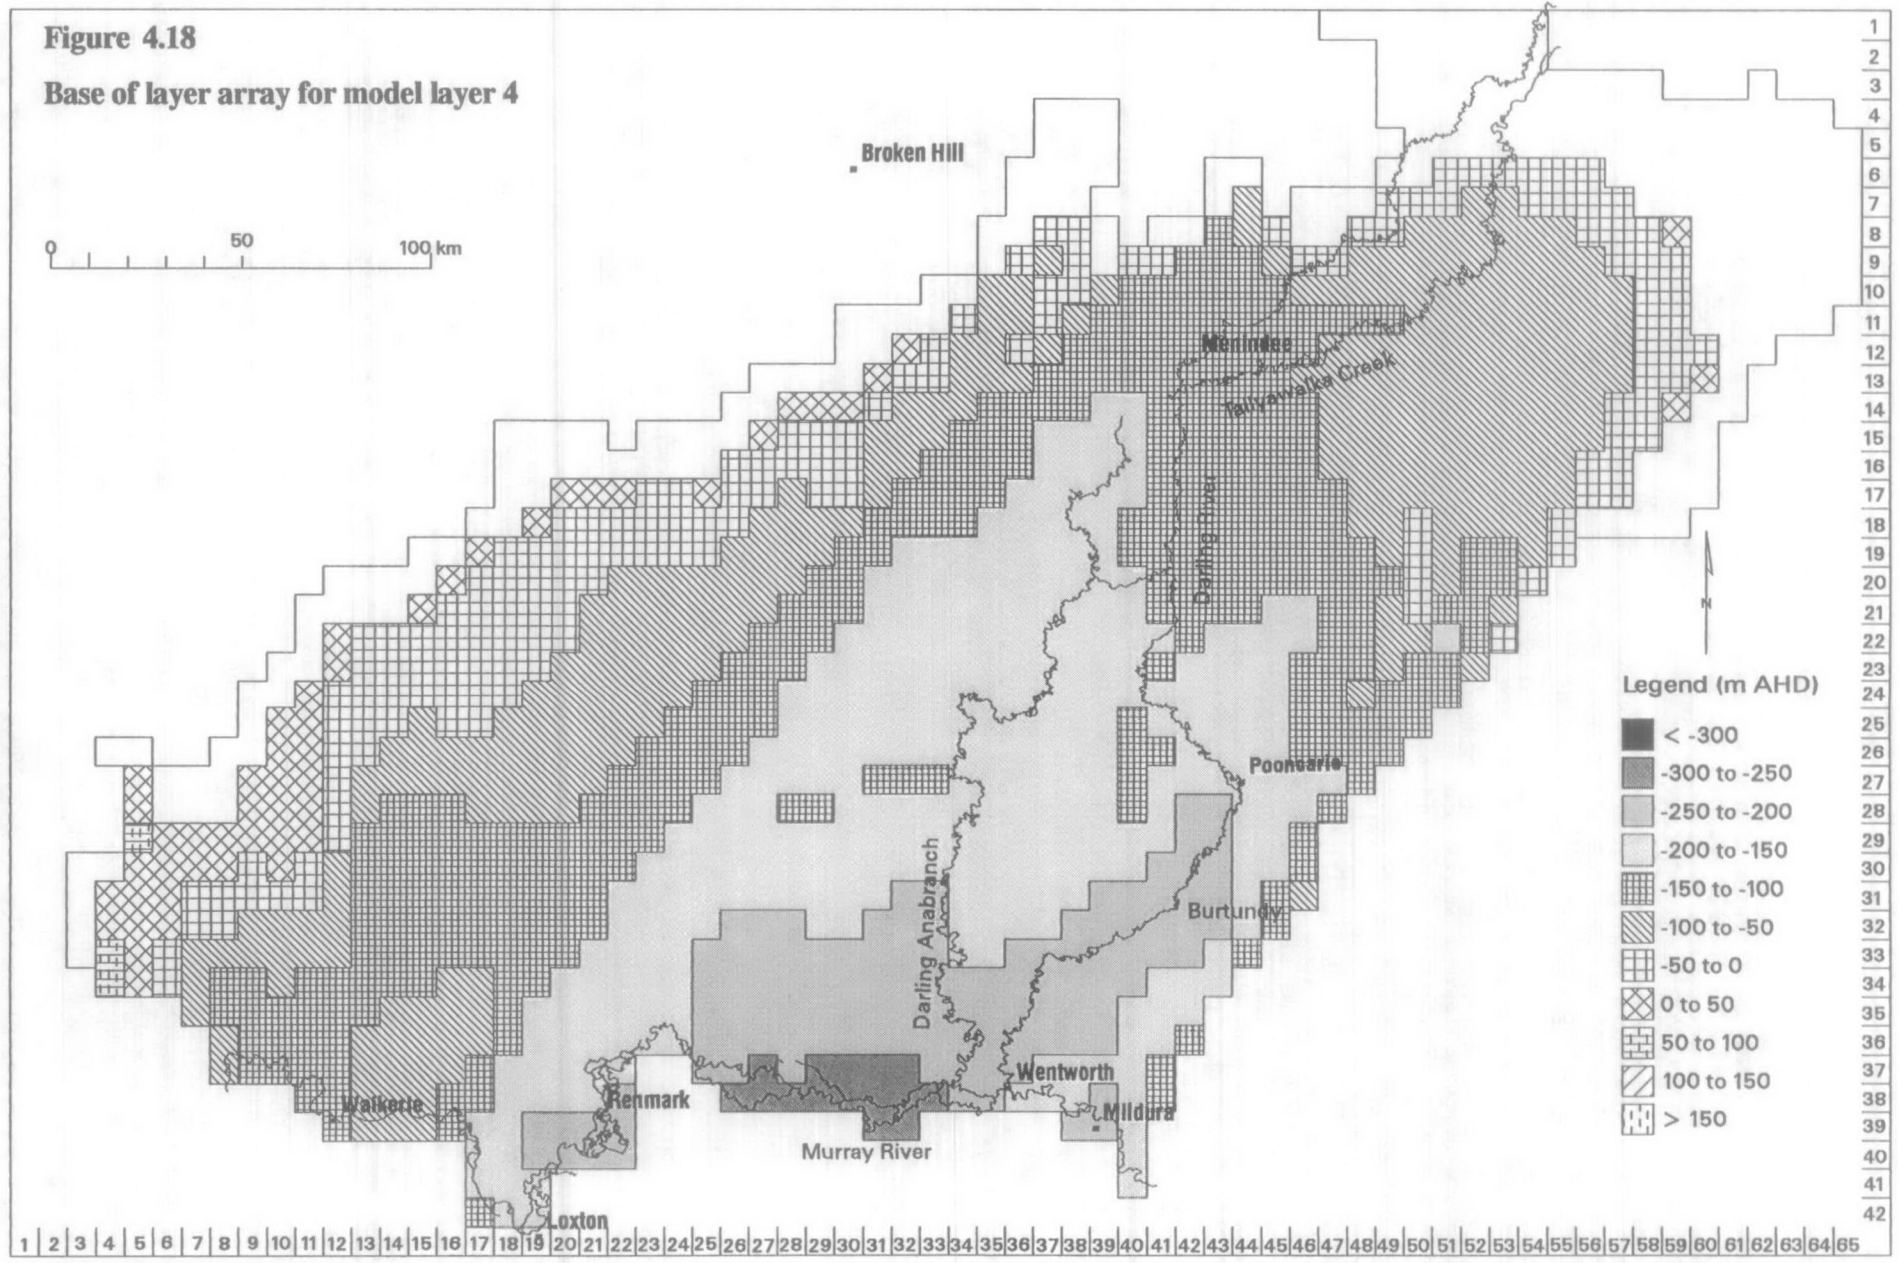 Figure 4.18
Base of layer array for model layer 4
Broken Hill
0 50 100 km
Menindee
Tallyawalka Creek
Darling River
N
Pooncarie
Darling Anabranch
Burtundy
Wentworth
Renmark
Waikerie
Mildura
Murray River
Loxton
Legend (m AHD)
< -300
-300 to -250
-250 to -200
-200 to -150
-150 to -100
-100 to -50
-50 to 0
0 to 50
50 to 100
100 to 150
> 150
1
2
3
4
5
6
7
8
9
10
11
12
13
14
15
16
17
18
19
20
21
22
23
24
25
26
27
28
29
30
31
32
33
34
35
36
37
38
39
40
41
42
1 2 3 4 5 6 7 8 9 10 11 12 13 14 15 16 17 18 19 20 21 22 23 24 25 26 27 28 29 30 31 32 33 34 35 36 37 38 39 40 41 42 43 44 45 46 47 48 49 50 51 52 53 54 55 56 57 58 59 60 61 62 63 64 65